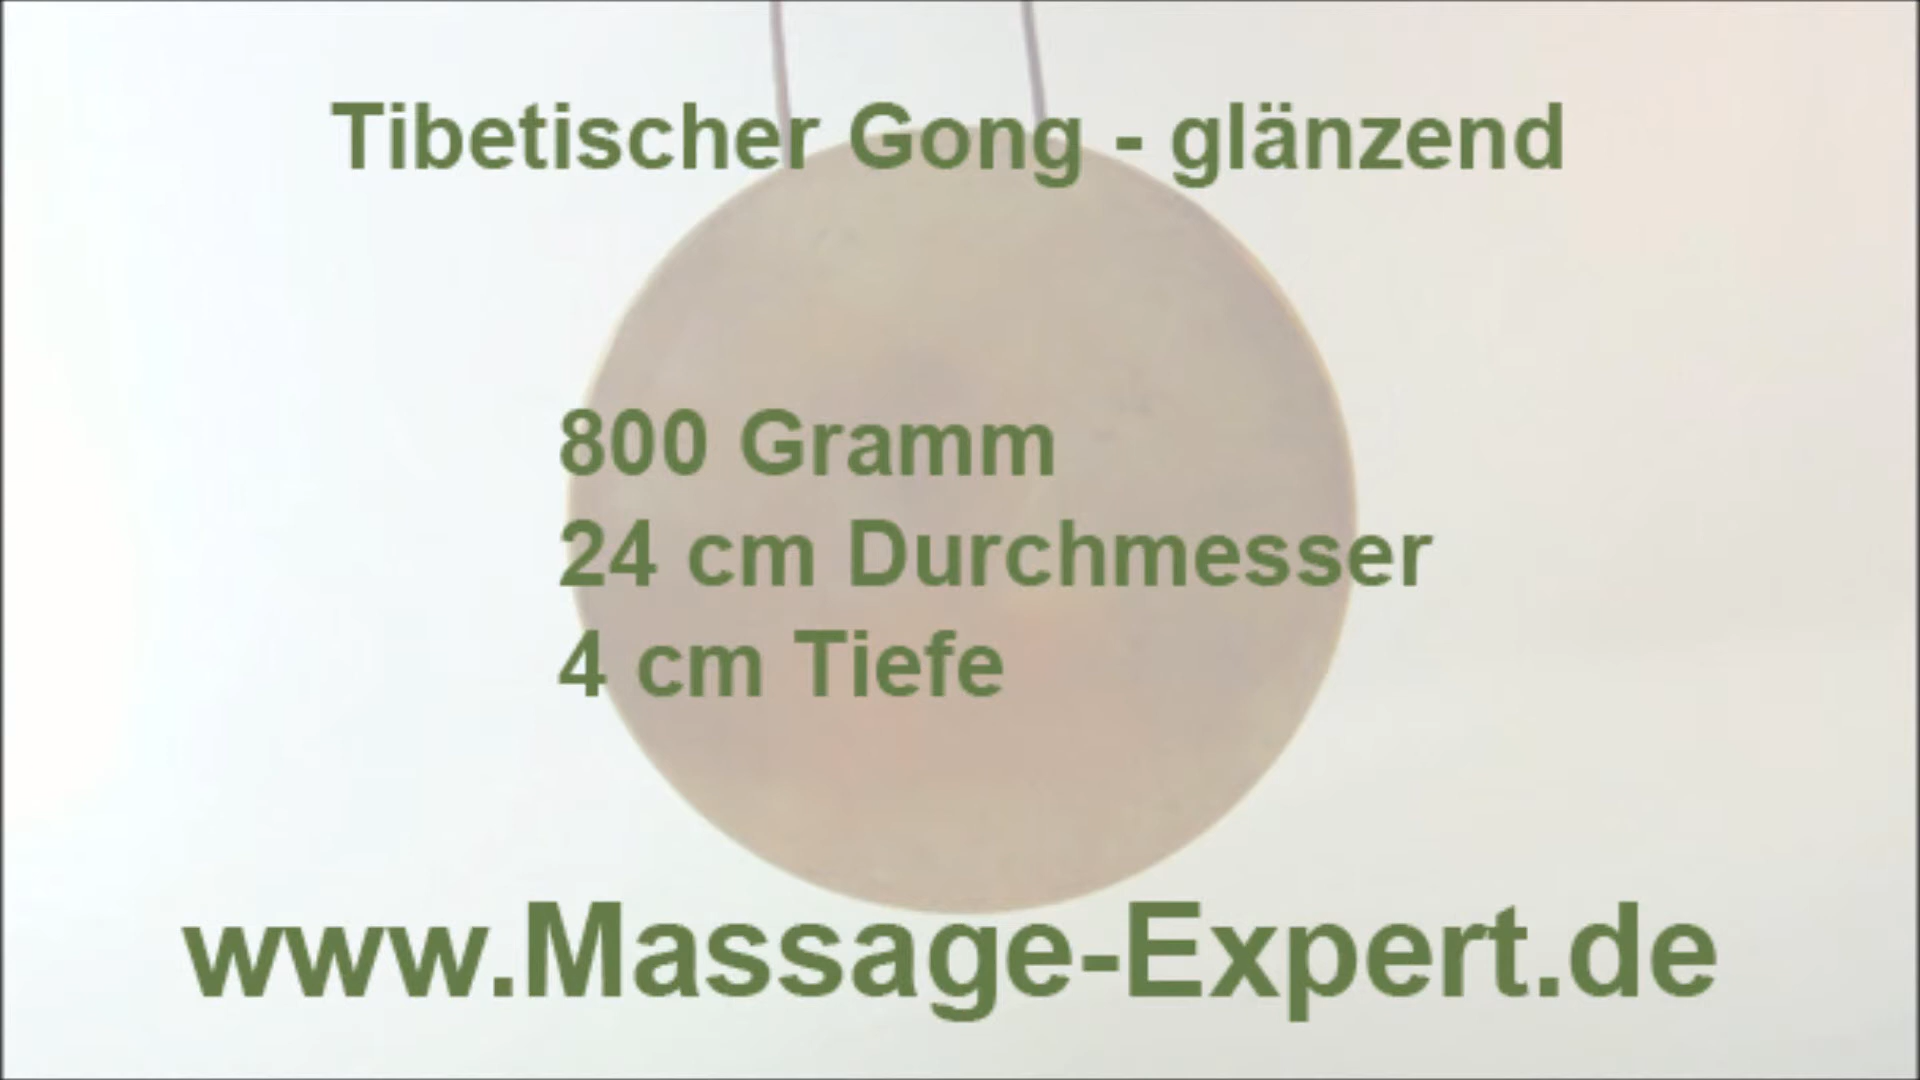 Tibetischer Gong - glänzend
800 Gramm
24 cm Durchmesser
4 cm Tiefe
www.Massage-Expert.de